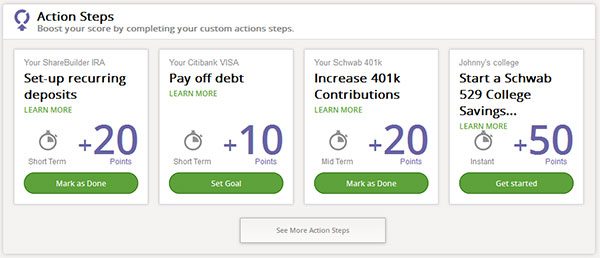 Action Steps
Boost your score by completing your custom actions steps.
Your ShareBuilder IRA
Set-up recurring
deposits
LEARN MORE
Short Term
+20
Points
Mark as Done
Your Citibank VISA
Pay off debt
LEARN MORE
Short Term
+10
Points
Set Goal
Your Schwab 401k
Increase 401k
Contributions
LEARN MORE
Mid Term
+20
Points
Mark as Done
Johnny's college
Start a Schwab
529 College
Savings...
LEARN MORE
Instant
+50
Points
Get started
See More Action Steps